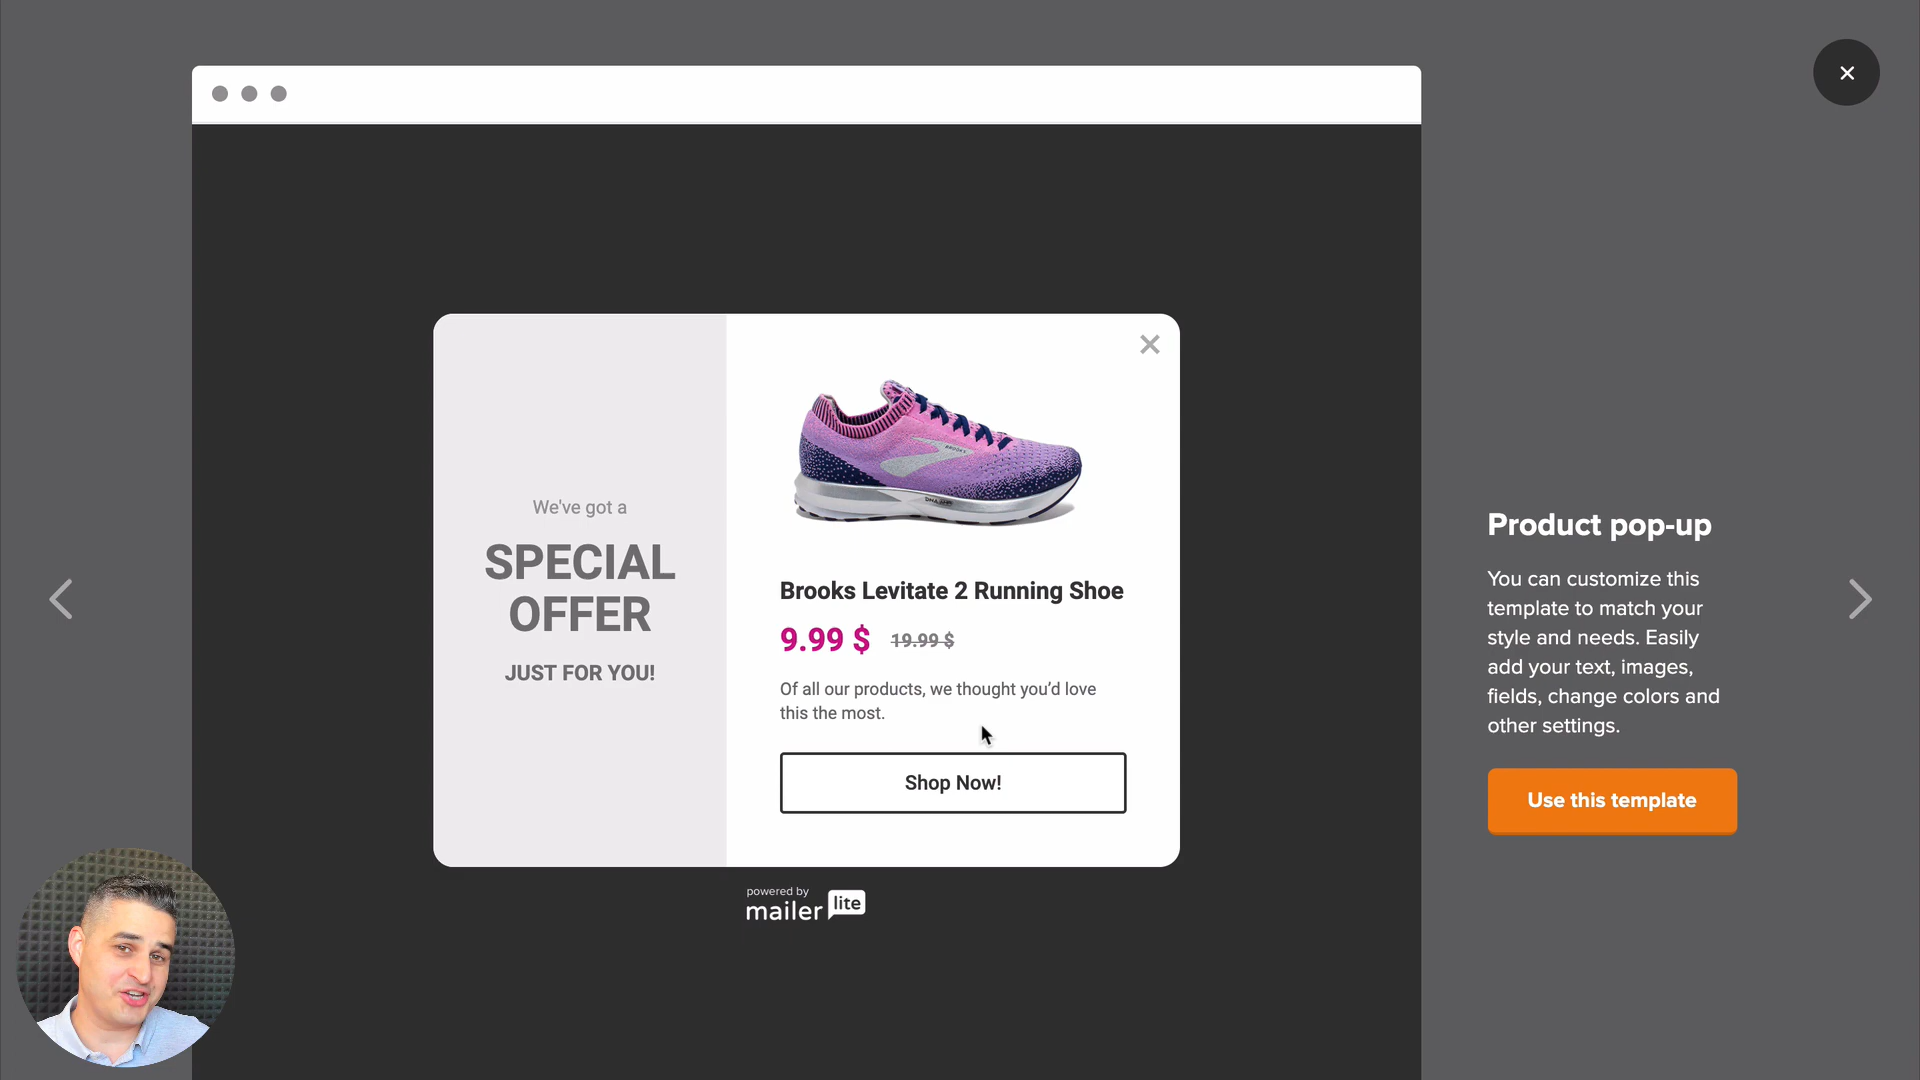 We've got a
SPECIAL
OFFER
JUST FOR YOU!
BROOKS
DNA AMP
Brooks Levitate 2 Running Shoe
9.99 $ 19.99 $
Of all our products, we thought you'd love
this the most.
Shop Now!
powered by
mailer lite
Product pop-up
You can customize this
template to match your
style and needs. Easily
add your text, images,
fields, change colors and
other settings.
Use this template